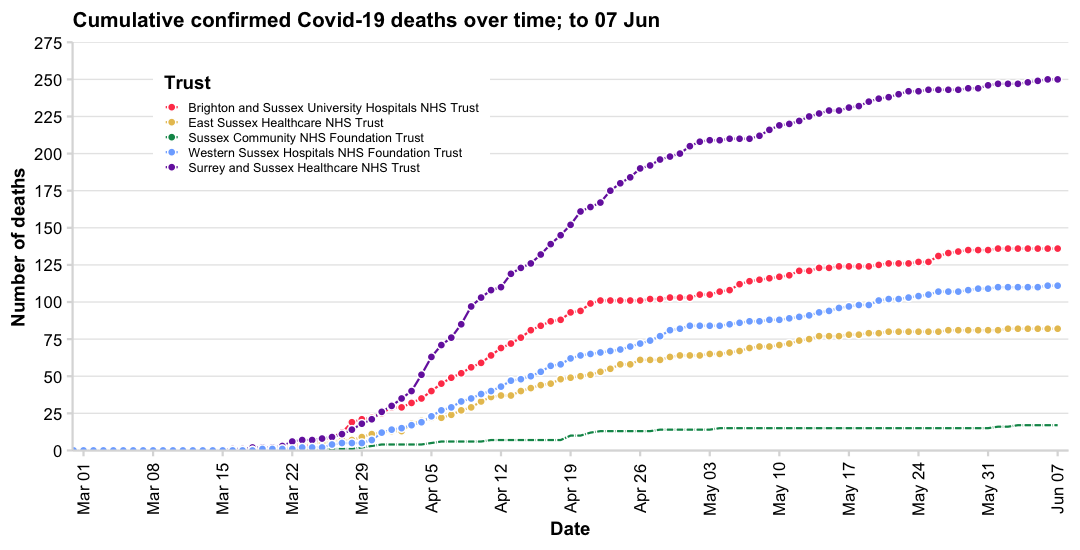 Cumulative confirmed Covid-19 deaths over time; to 07 Jun
275
250
225
200
175
150
125
100
75
50
25
0
Number of deaths
Trust
Brighton and Sussex University Hospitals NHS Trust
East Sussex Healthcare NHS Trust
Sussex Community NHS Foundation Trust
Western Sussex Hospitals NHS Foundation Trust
Surrey and Sussex Healthcare NHS Trust
Mar 01
Mar 08
Mar 15
Mar 22
Mar 29
Apr 05
Apr 12
Apr 19
Apr 26
May 03
May 10
May 17
May 24
May 31
Jun 07
Date